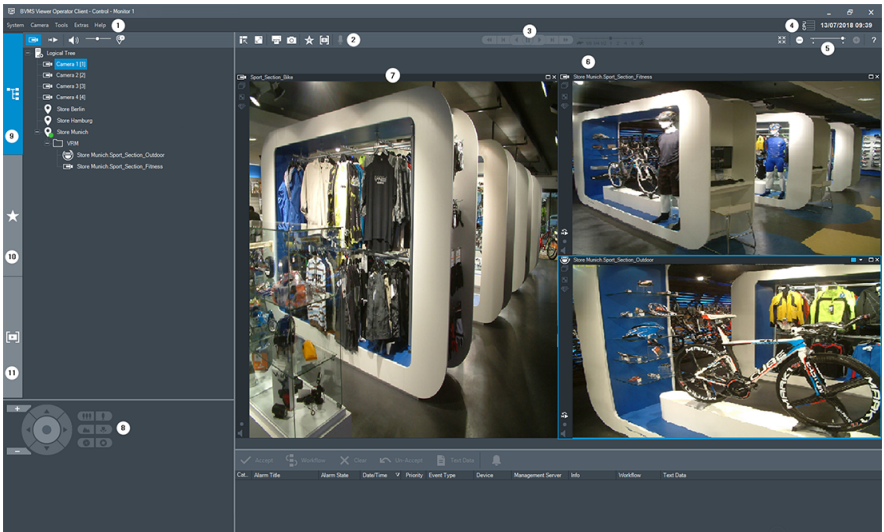 BVMS Viewer Operator Client - Control - Monitor 1
System Camera Tools Extras Help 1
2
3
4 13/07/2018 09:39
5
?
Logical Tree
Camera 1 [1]
Camera 2 [2]
Camera 3 [3]
Camera 4 [4]
Store Berlin
Store Hamburg
Store Munich
VRM
Store Munich.Sport_Section_Outdoor
Store Munich.Sport_Section_Fitness
9
10
11
8
6
Sport_Section_Bike 7
Store Munich Sport_Section_Fitness
Store Munich Sport_Section_Outdoor
CUBE
Accept Workflow Clear Un-Accept Text Data
Cat.. Alarm Title Alarm State Date/Time Priority Event Type Device Management Server Info Workflow Text Data